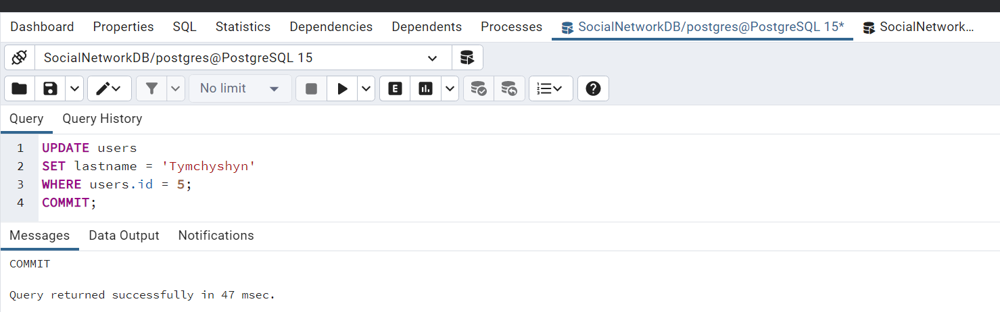 Dashboard Properties SQL Statistics Dependencies Dependents Processes SocialNetworkDB/postgres@PostgreSQL 15* SocialNetwork...
SocialNetworkDB/postgres@PostgreSQL 15
No limit E
Query Query History
1 UPDATE users
2 SET lastname = 'Tymchyshyn'
3 WHERE users.id = 5;
4 COMMIT;
Messages Data Output Notifications
COMMIT
Query returned successfully in 47 msec.